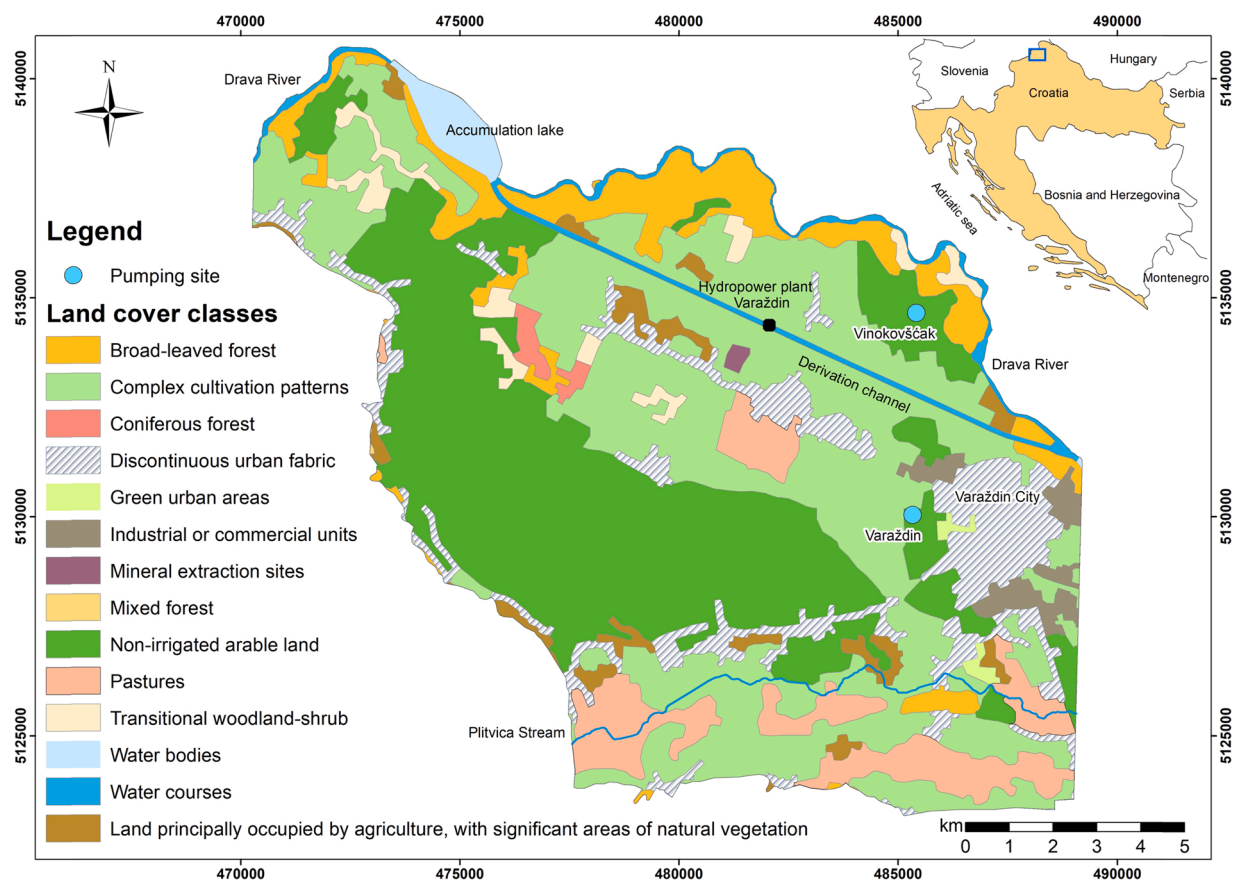 470000 475000 480000 485000 490000
5140000
5135000
5130000
5125000
5140000
5135000
5130000
5125000
N
Drava River
Accumulation lake
Slovenia
Hungary
Croatia
Serbia
Bosnia and Herzegovina
Adriatic sea
Montenegro
Legend
Pumping site
Land cover classes
Broad-leaved forest
Complex cultivation patterns
Coniferous forest
Discontinuous urban fabric
Green urban areas
Industrial or commercial units
Mineral extraction sites
Mixed forest
Non-irrigated arable land
Pastures
Transitional woodland-shrub
Water bodies
Water courses
Land principally occupied by agriculture, with significant areas of natural vegetation
Hydropower plant
Varaždin
Vinokovšćak
Drava River
Derivation channel
Varaždin City
Varaždin
Plitvica Stream
km
0 1 2 3 4 5
470000 475000 480000 485000 490000